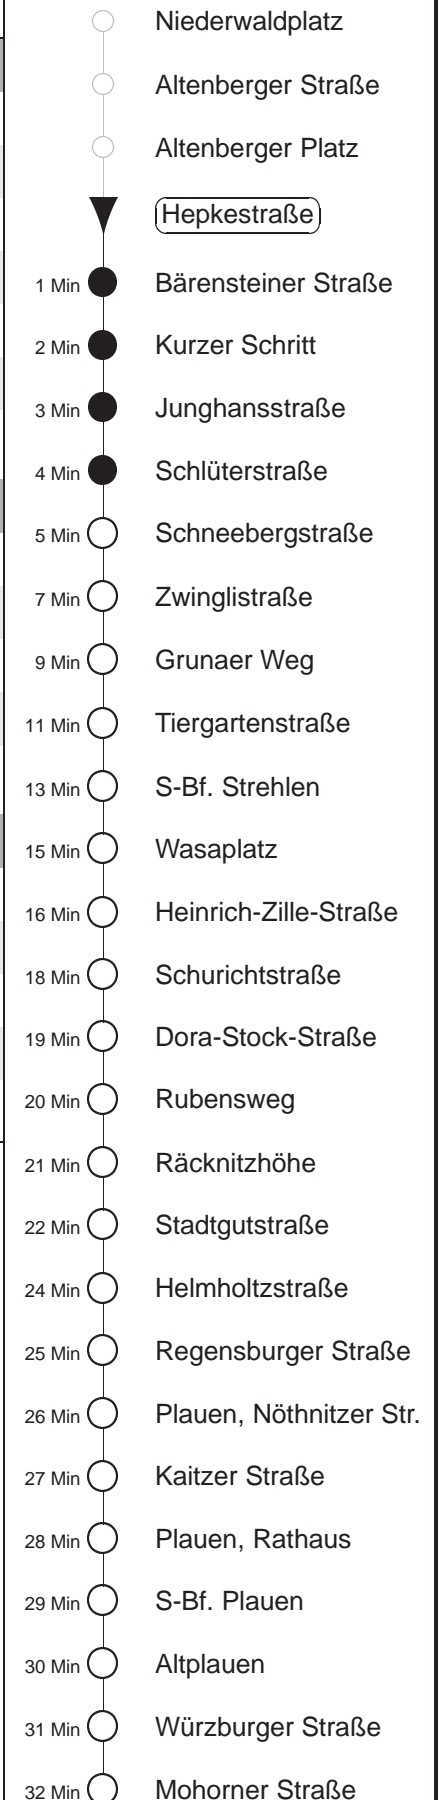 Niederwaldplatz
Altenberger Straße
Altenberger Platz
Hepkestraße
1 Min Bärensteiner Straße
2 Min Kurzer Schritt
3 Min Junghansstraße
4 Min Schlüterstraße
5 Min Schneebergstraße
7 Min Zwinglistraße
9 Min Grunaer Weg
11 Min Tiergartenstraße
13 Min S-Bf. Strehlen
15 Min Wasaplatz
16 Min Heinrich-Zille-Straße
18 Min Schurichtstraße
19 Min Dora-Stock-Straße
20 Min Rubensweg
21 Min Räcknitzhöhe
22 Min Stadtgutstraße
24 Min Helmholtzstraße
25 Min Regensburger Straße
26 Min Plauen, Nöthnitzer Str.
27 Min Kaitzer Straße
28 Min Plauen, Rathaus
29 Min S-Bf. Plauen
30 Min Altplauen
31 Min Würzburger Straße
32 Min Mohorner Straße